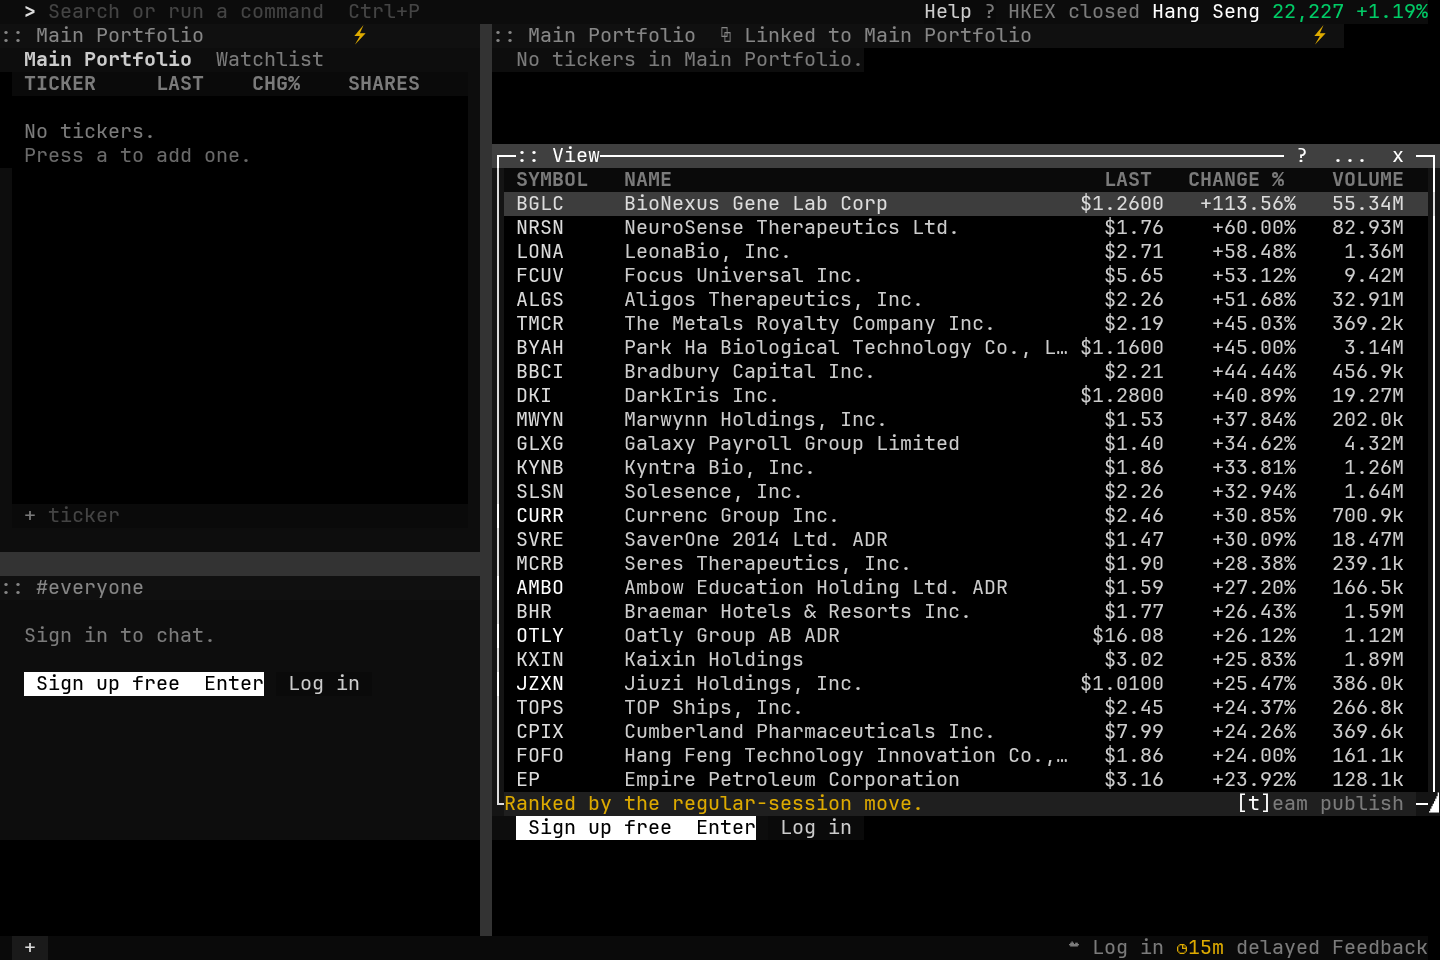 > Search or run a command  Ctrl+P
Help ? HKEX closed Hang Seng 22,227 +1.19%
:: Main Portfolio ⚡
Main Portfolio  Watchlist
TICKER LAST CHG% SHARES
No tickers.
Press a to add one.
+ ticker
:: #everyone
Sign in to chat.
Sign up free  Enter  Log in
:: Main Portfolio  Linked to Main Portfolio ⚡
No tickers in Main Portfolio.
:: View ? ... x
SYMBOL NAME LAST CHANGE % VOLUME
BGLC BioNexus Gene Lab Corp $1.2600 +113.56% 55.34M
NRSN NeuroSense Therapeutics Ltd. $1.76 +60.00% 82.93M
LONA LeonaBio, Inc. $2.71 +58.48% 1.36M
FCUV Focus Universal Inc. $5.65 +53.12% 9.42M
ALGS Aligos Therapeutics, Inc. $2.26 +51.68% 32.91M
TMCR The Metals Royalty Company Inc. $2.19 +45.03% 369.2k
BYAH Park Ha Biological Technology Co., L… $1.1600 +45.00% 3.14M
BBCI Bradbury Capital Inc. $2.21 +44.44% 456.9k
DKI DarkIris Inc. $1.2800 +40.89% 19.27M
MWYN Marwynn Holdings, Inc. $1.53 +37.84% 202.0k
GLXG Galaxy Payroll Group Limited $1.40 +34.62% 4.32M
KYNB Kyntra Bio, Inc. $1.86 +33.81% 1.26M
SLSN Solesence, Inc. $2.26 +32.94% 1.64M
CURR Currenc Group Inc. $2.46 +30.85% 700.9k
SVRE SaverOne 2014 Ltd. ADR $1.47 +30.09% 18.47M
MCRB Seres Therapeutics, Inc. $1.90 +28.38% 239.1k
AMBO Ambow Education Holding Ltd. ADR $1.59 +27.20% 166.5k
BHR Braemar Hotels & Resorts Inc. $1.77 +26.43% 1.59M
OTLY Oatly Group AB ADR $16.08 +26.12% 1.12M
KXIN Kaixin Holdings $3.02 +25.83% 1.89M
JZXN Jiuzi Holdings, Inc. $1.0100 +25.47% 386.0k
TOPS TOP Ships, Inc. $2.45 +24.37% 266.8k
CPIX Cumberland Pharmaceuticals Inc. $7.99 +24.26% 369.6k
FOFO Hang Feng Technology Innovation Co.,… $1.86 +24.00% 161.1k
EP Empire Petroleum Corporation $3.16 +23.92% 128.1k
Ranked by the regular-session move. [t]eam publish
Sign up free  Enter  Log in
+
Log in ◔15m delayed Feedback